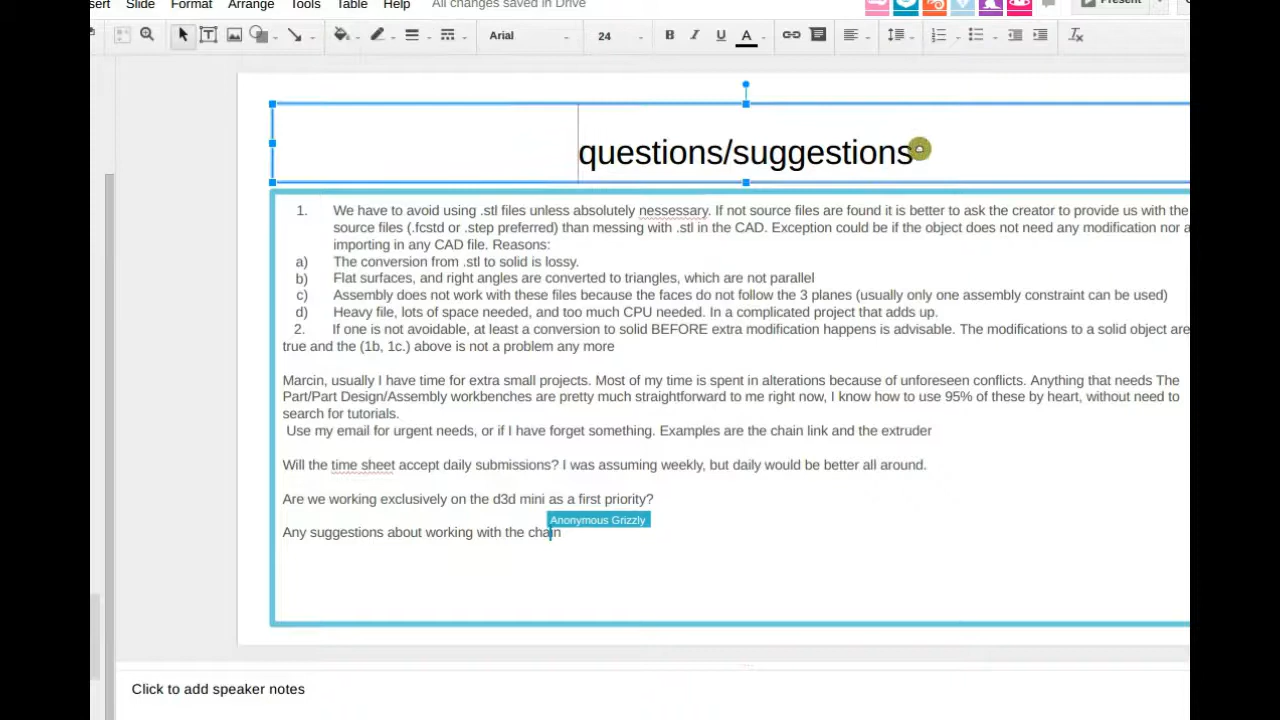 sert Slide Format Arrange Tools Table Help All changes saved in Drive Present
Arial 24 B I U A
questions/suggestions
1. We have to avoid using .stl files unless absolutely nessessary. If not source files are found it is better to ask the creator to provide us with the
source files (.fcstd or .step preferred) than messing with .stl in the CAD. Exception could be if the object does not need any modification nor a
importing in any CAD file. Reasons:
a) The conversion from .stl to solid is lossy.
b) Flat surfaces, and right angles are converted to triangles, which are not parallel
c) Assembly does not work with these files because the faces do not follow the 3 planes (usually only one assembly constraint can be used)
d) Heavy file, lots of space needed, and too much CPU needed. In a complicated project that adds up.
2. If one is not avoidable, at least a conversion to solid BEFORE extra modification happens is advisable. The modifications to a solid object are
true and the (1b, 1c.) above is not a problem any more
Marcin, usually I have time for extra small projects. Most of my time is spent in alterations because of unforeseen conflicts. Anything that needs The
Part/Part Design/Assembly workbenches are pretty much straightforward to me right now, I know how to use 95% of these by heart, without need to
search for tutorials.
Use my email for urgent needs, or if I have forget something. Examples are the chain link and the extruder
Will the time sheet accept daily submissions? I was assuming weekly, but daily would be better all around.
Are we working exclusively on the d3d mini as a first priority?
Anonymous Grizzly
Any suggestions about working with the chain
Click to add speaker notes